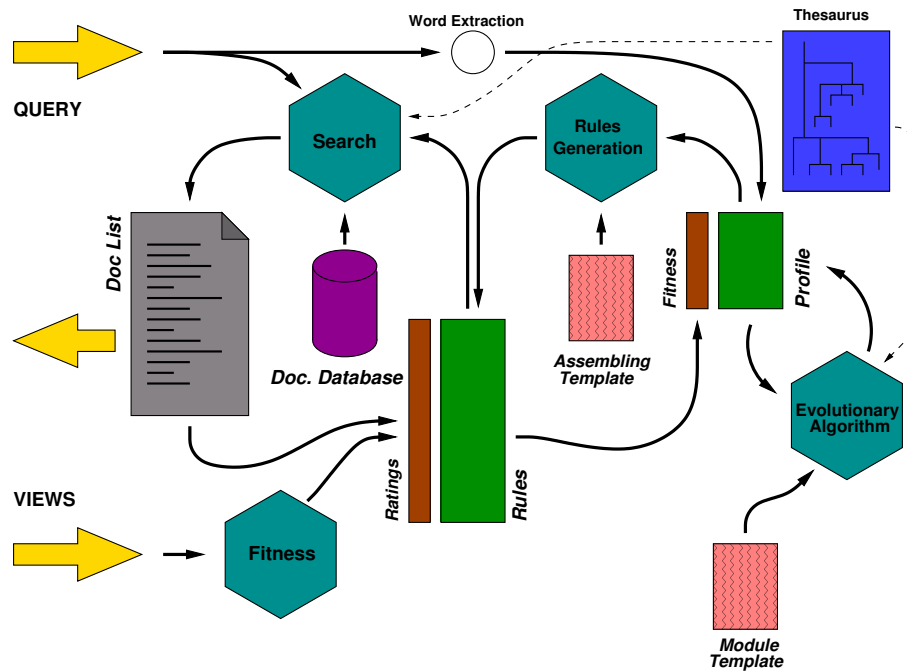 Word Extraction
Thesaurus
QUERY
Search
Rules
Generation
Doc List
Fitness
Profile
Doc. Database
Assembling
Template
Evolutionary
Algorithm
Ratings
Rules
VIEWS
Fitness
Module
Template